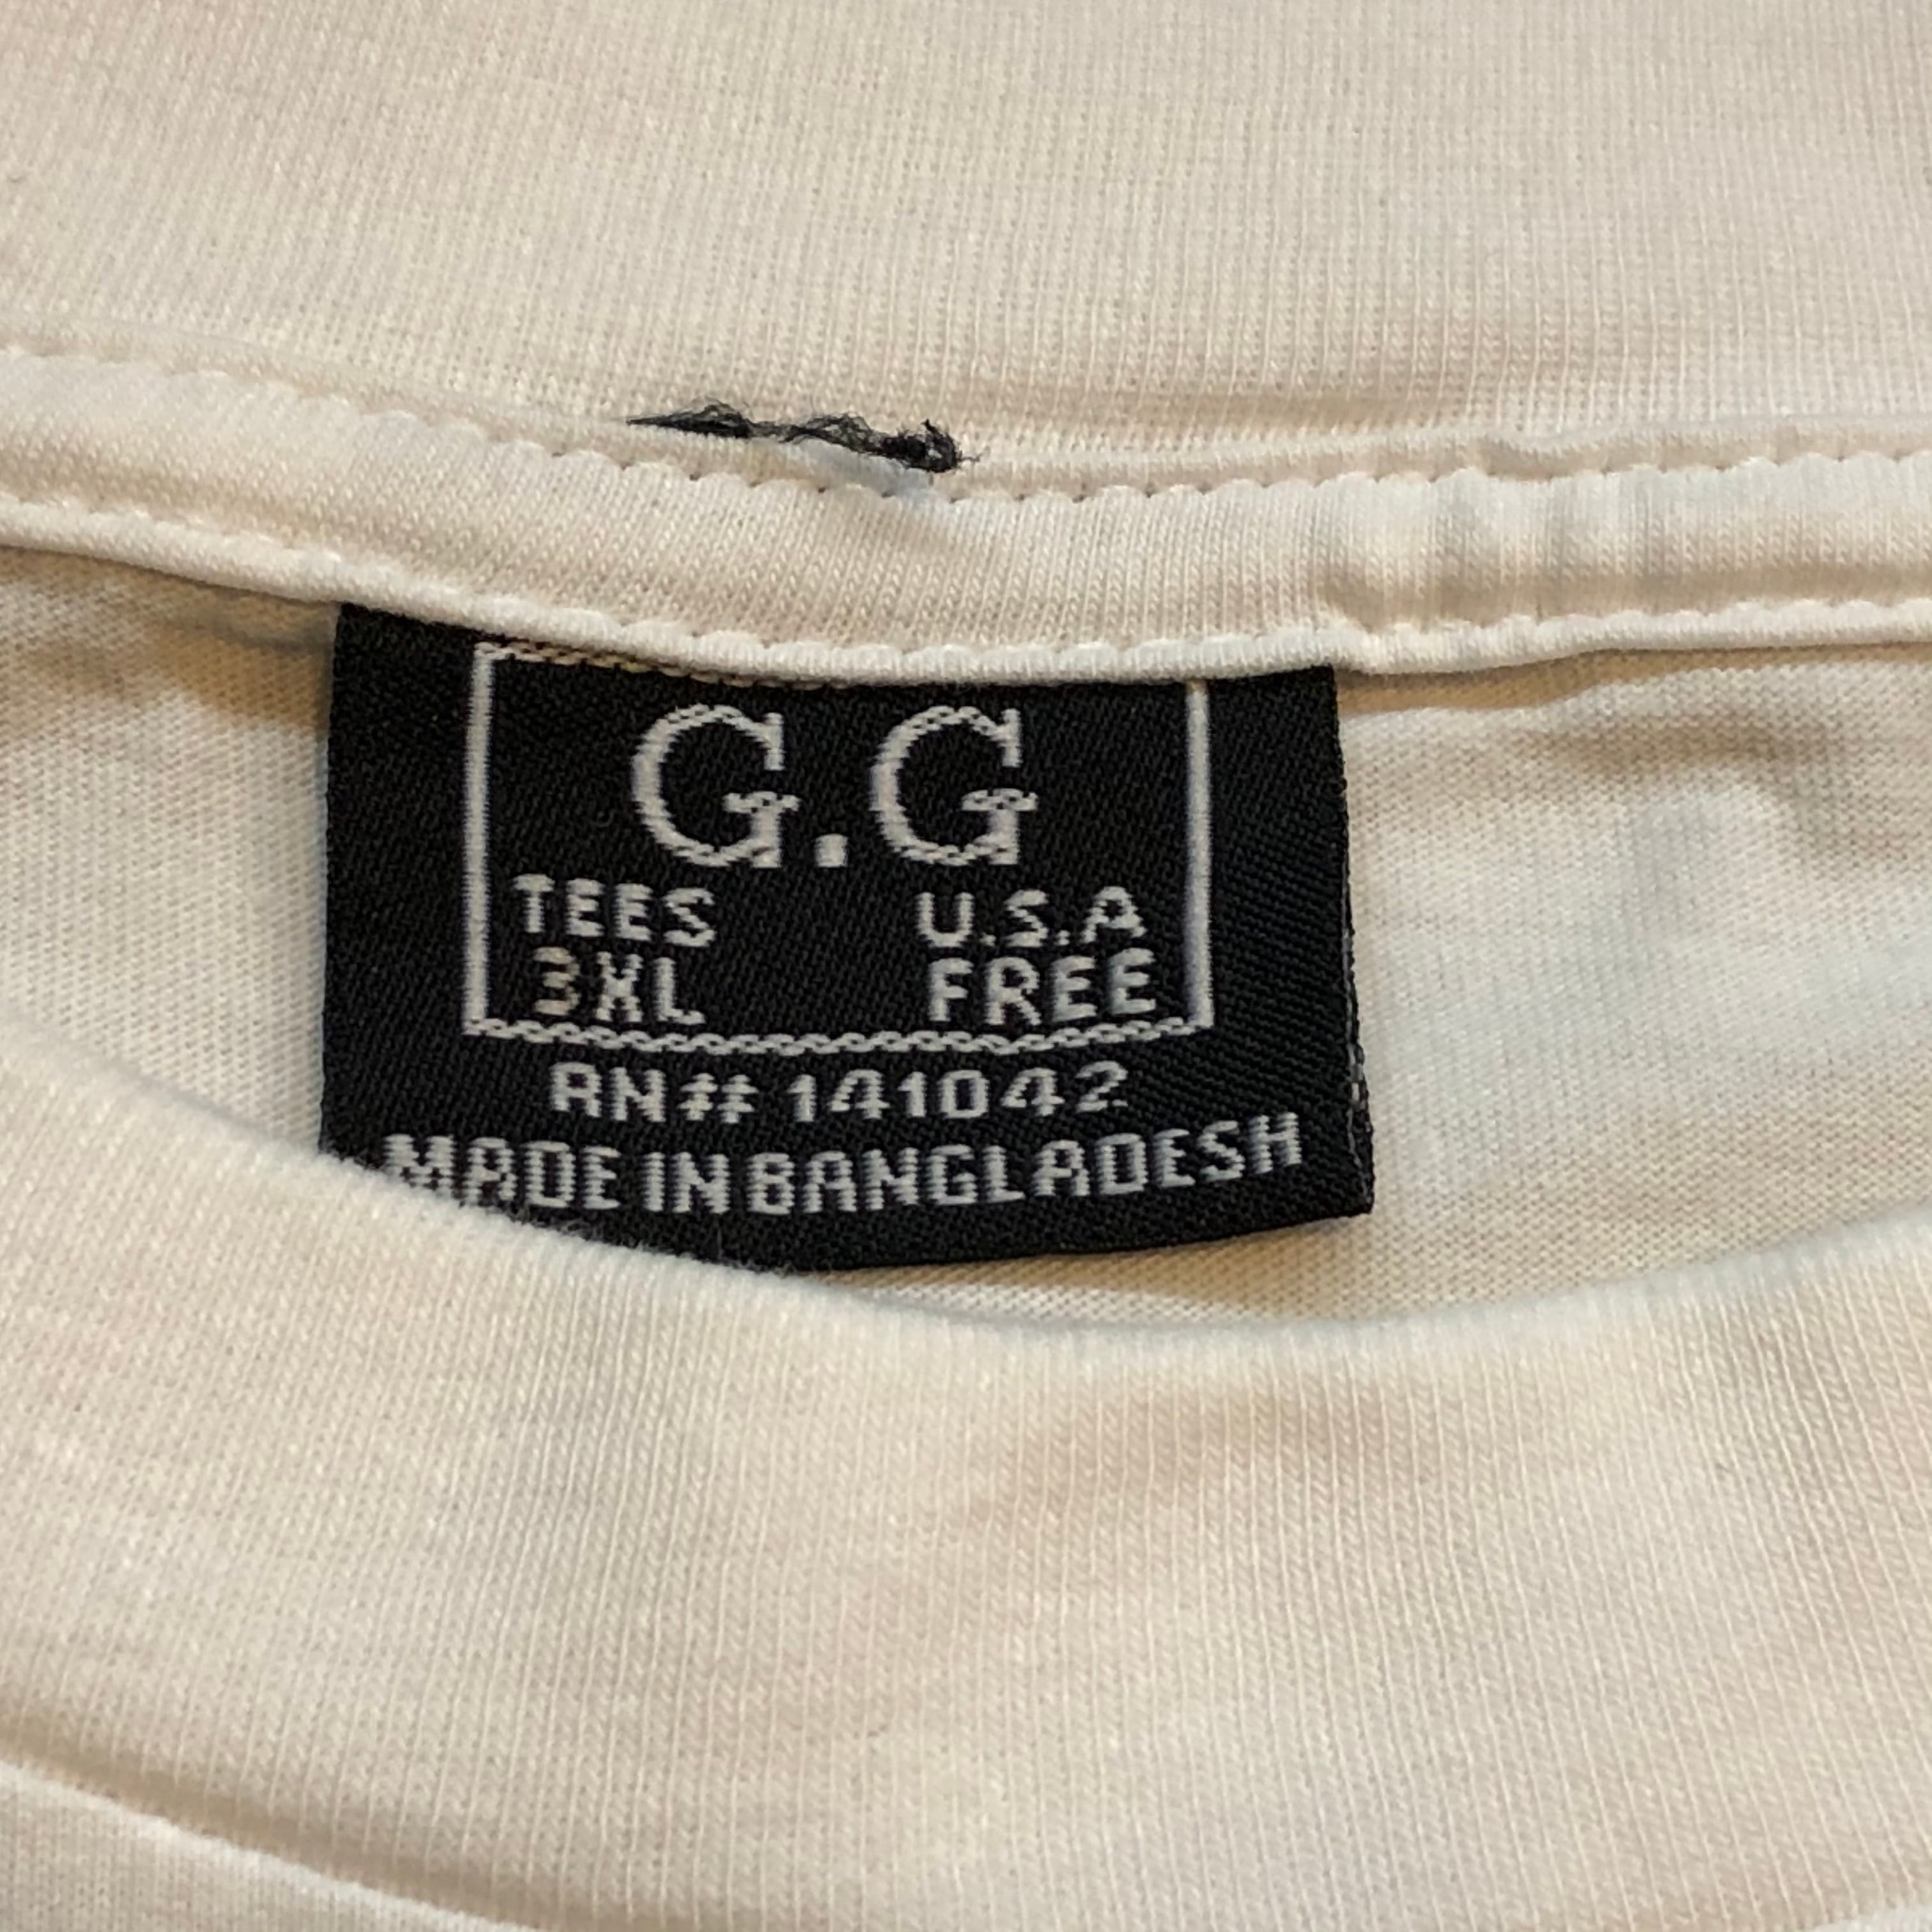 G.G
TEES U.S.A
3XL FREE
RN# 141042
MADE IN BANGLADESH